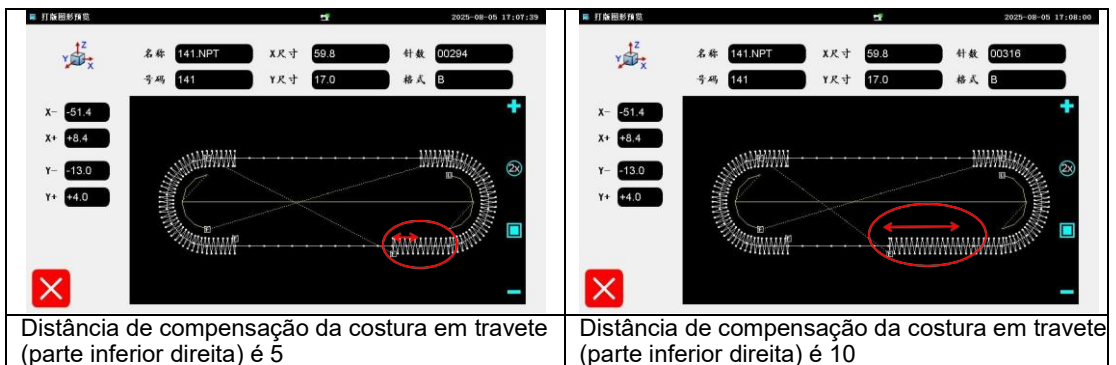 打版图形预览
2025-08-05 17:07:39
Z
Y
X
名称 141.NPT X尺寸 59.8 针数 00294
号码 141 Y尺寸 17.0 格式 B
X- -51.4
X+ +8.4
Y- -13.0
Y+ +4.0
2x
Distância de compensação da costura em travete
(parte inferior direita) é 5
打版图形预览
2025-08-05 17:08:00
Z
Y
X
名称 141.NPT X尺寸 59.8 针数 00316
号码 141 Y尺寸 17.0 格式 B
X- -51.4
X+ +8.4
Y- -13.0
Y+ +4.0
2x
Distância de compensação da costura em travete
(parte inferior direita) é 10